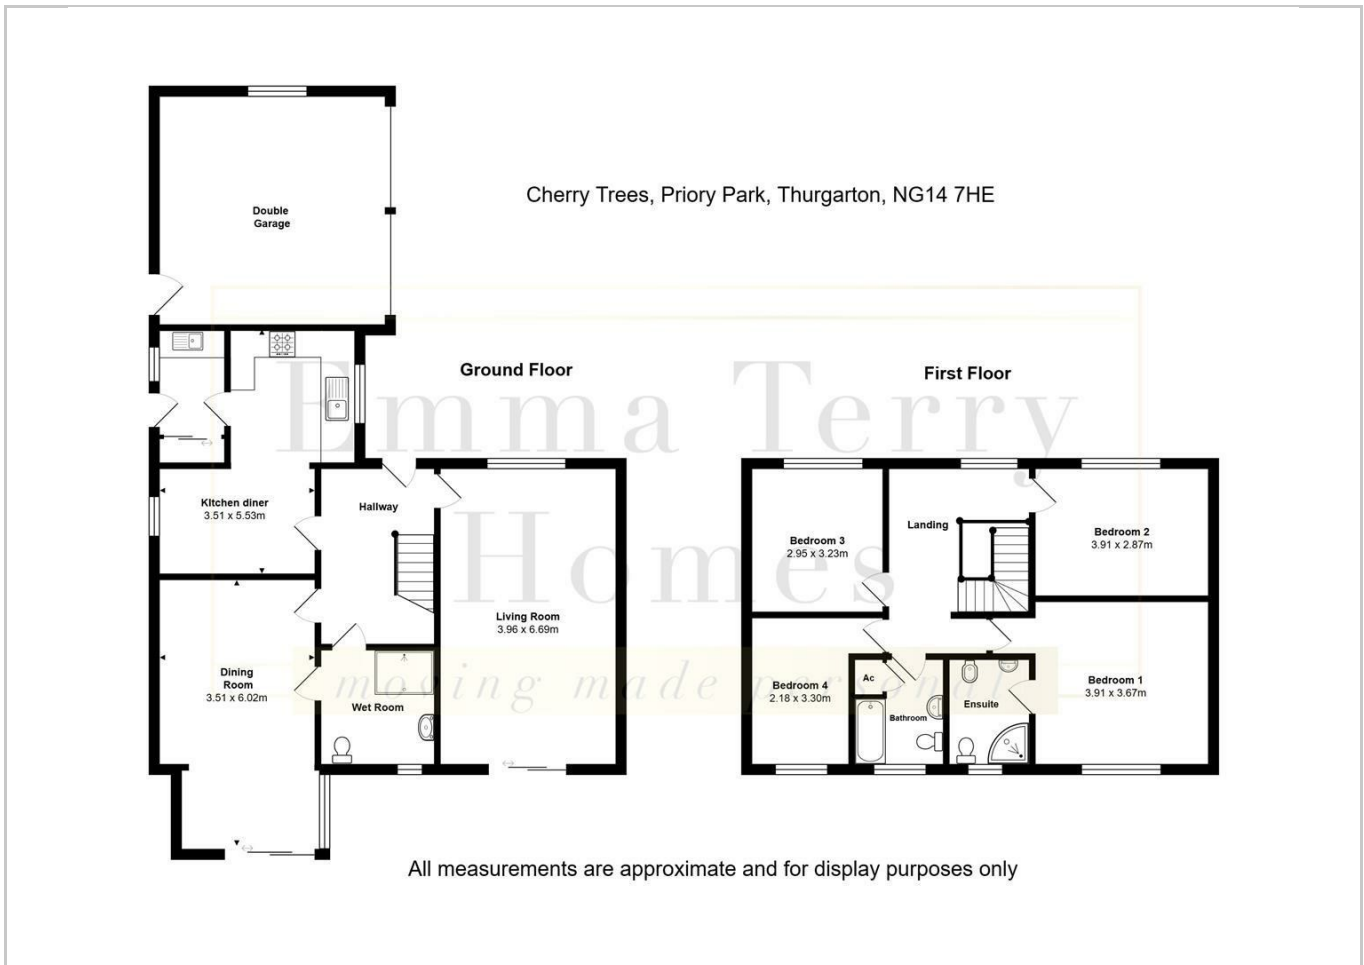 Cherry Trees, Priory Park, Thurgarton, NG14 7HE
Double
Garage
Ground Floor
First Floor
Emma Terry
Homes
moving made personal
KItchen diner
3.51 x 5.53m
Hallway
Living Room
3.96 x 6.69m
Dining
Room
3.51 x 6.02m
Wet Room
Bedroom 3
2.95 x 3.23m
Landing
Bedroom 2
3.91 x 2.87m
Bedroom 4
2.18 x 3.30m
Ac
Bathroom
Ensuite
Bedroom 1
3.91 x 3.67m
All measurements are approximate and for display purposes only